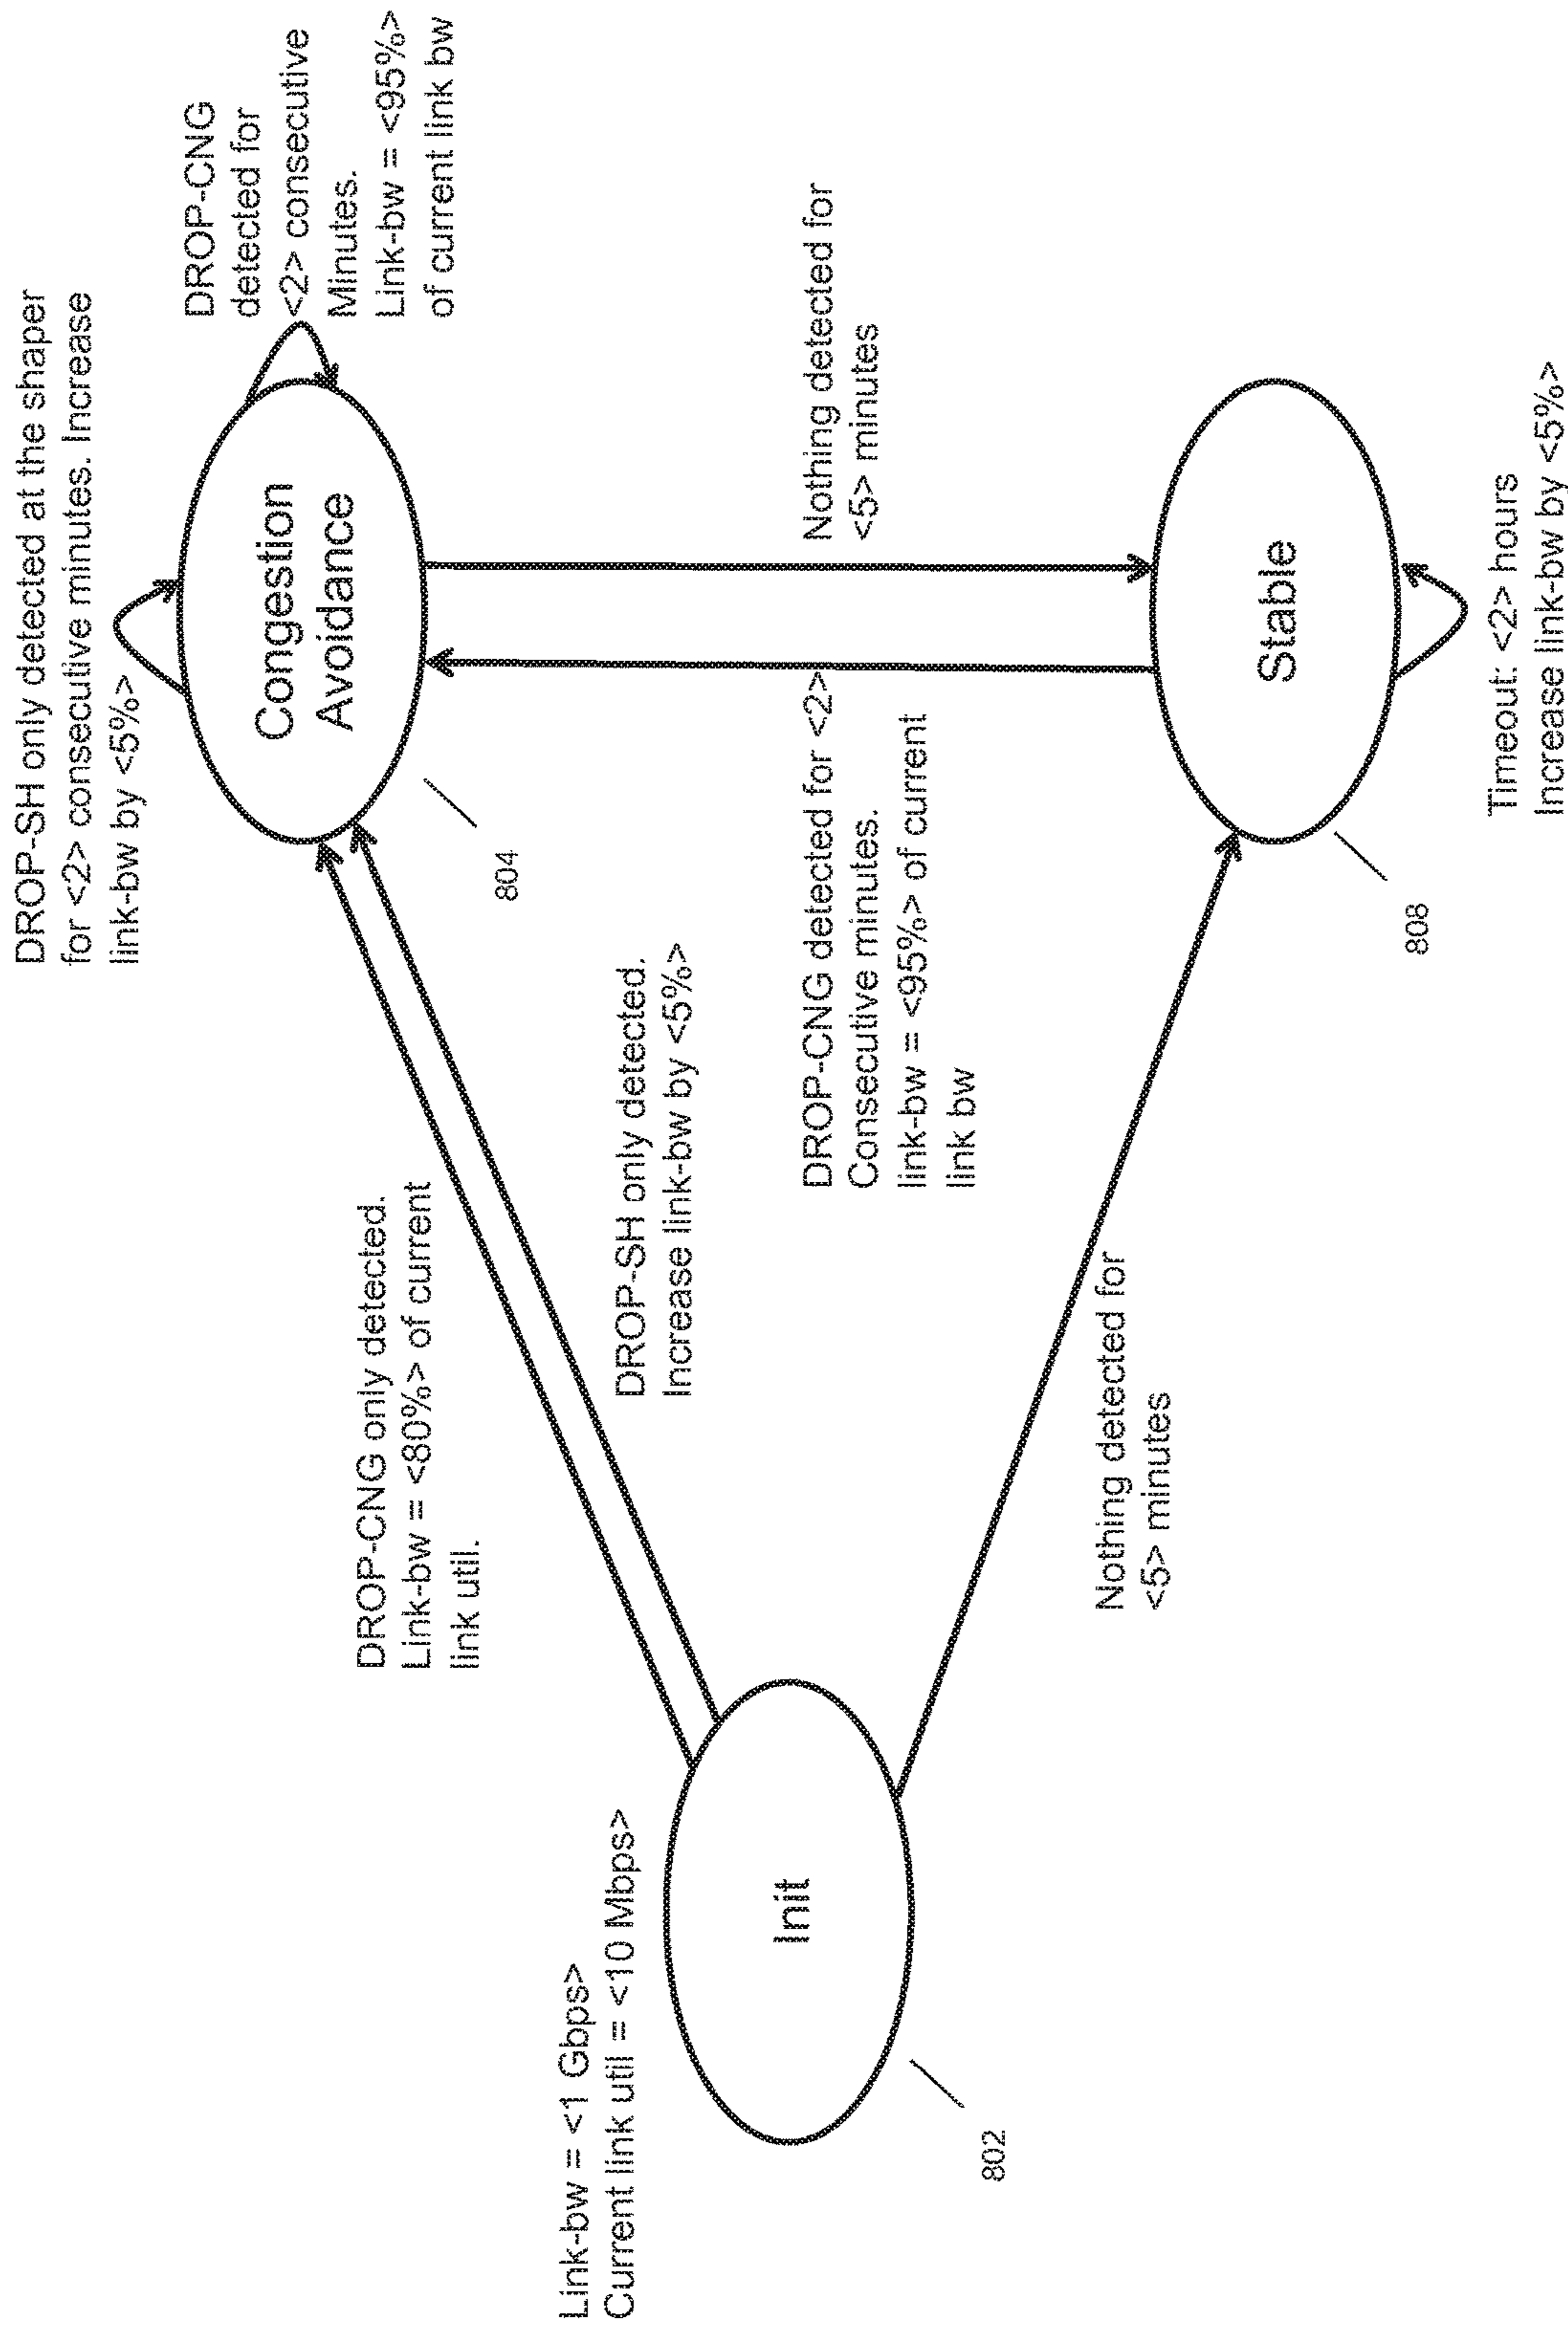 DROP-SH only detected at the shaper
for <2> consecutive minutes. Increase
link-bw by <5%>
DROP-CNG
detected for
<2> consecutive
Minutes.
Link-bw = <95%>
of current link bw
Congestion
Avoidance
804
DROP-CNG only detected.
Link-bw = <80%> of current
link util.
DROP-SH only detected.
Increase link-bw by <5%>
Link-bw = <1 Gbps>
Current link util = <10 Mbps>
Init
802
DROP-CNG detected for <2>
Consecutive minutes.
link-bw = <95%> of current
link bw
Nothing detected for
<5> minutes
Nothing detected for
<5> minutes
Stable
808
Timeout: <2> hours
Increase link-bw by <5%>